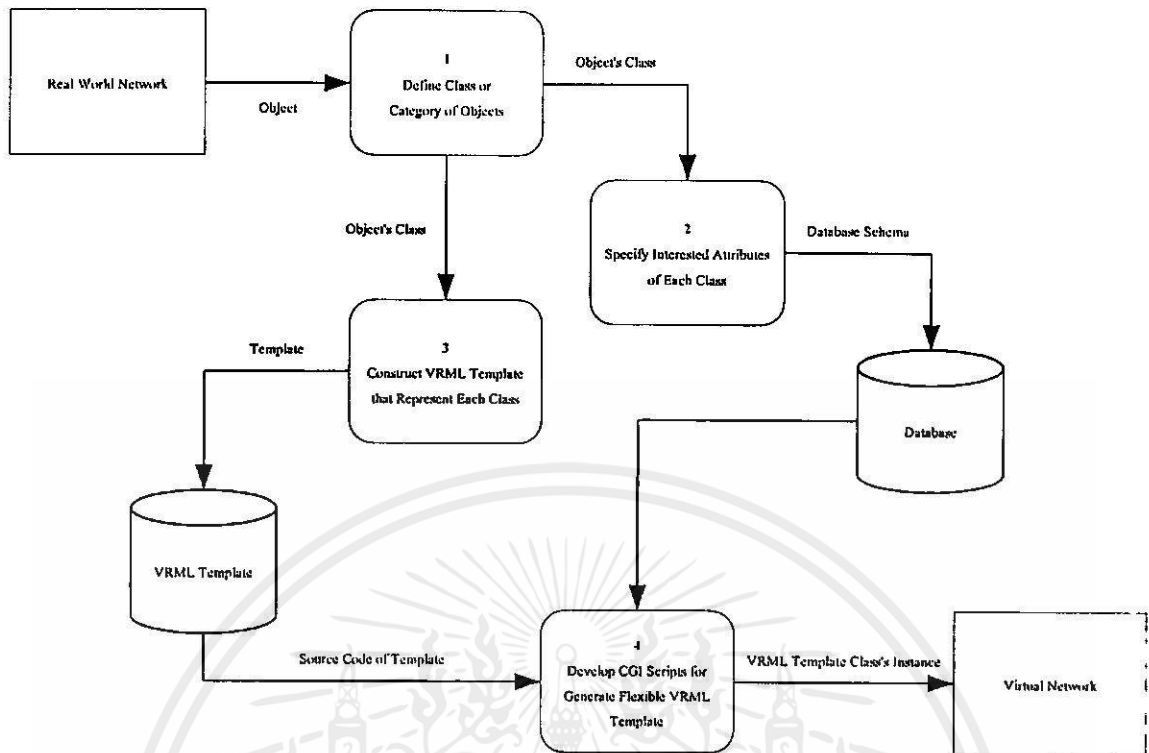 1
Object's Class
Real World Network
Define Class or
Category of Objects
Object
2
Object's Class
Database Schema
Specify Interested Attributes
of Each Class
Template
3
Construct VRML Template
that Represent Each Class
Database
VRML Template
4
Source Code of Template
Develop CGI Scripts for
Generate Flexible VRML
Template
VRML Template Class's Instance
Virtual Network